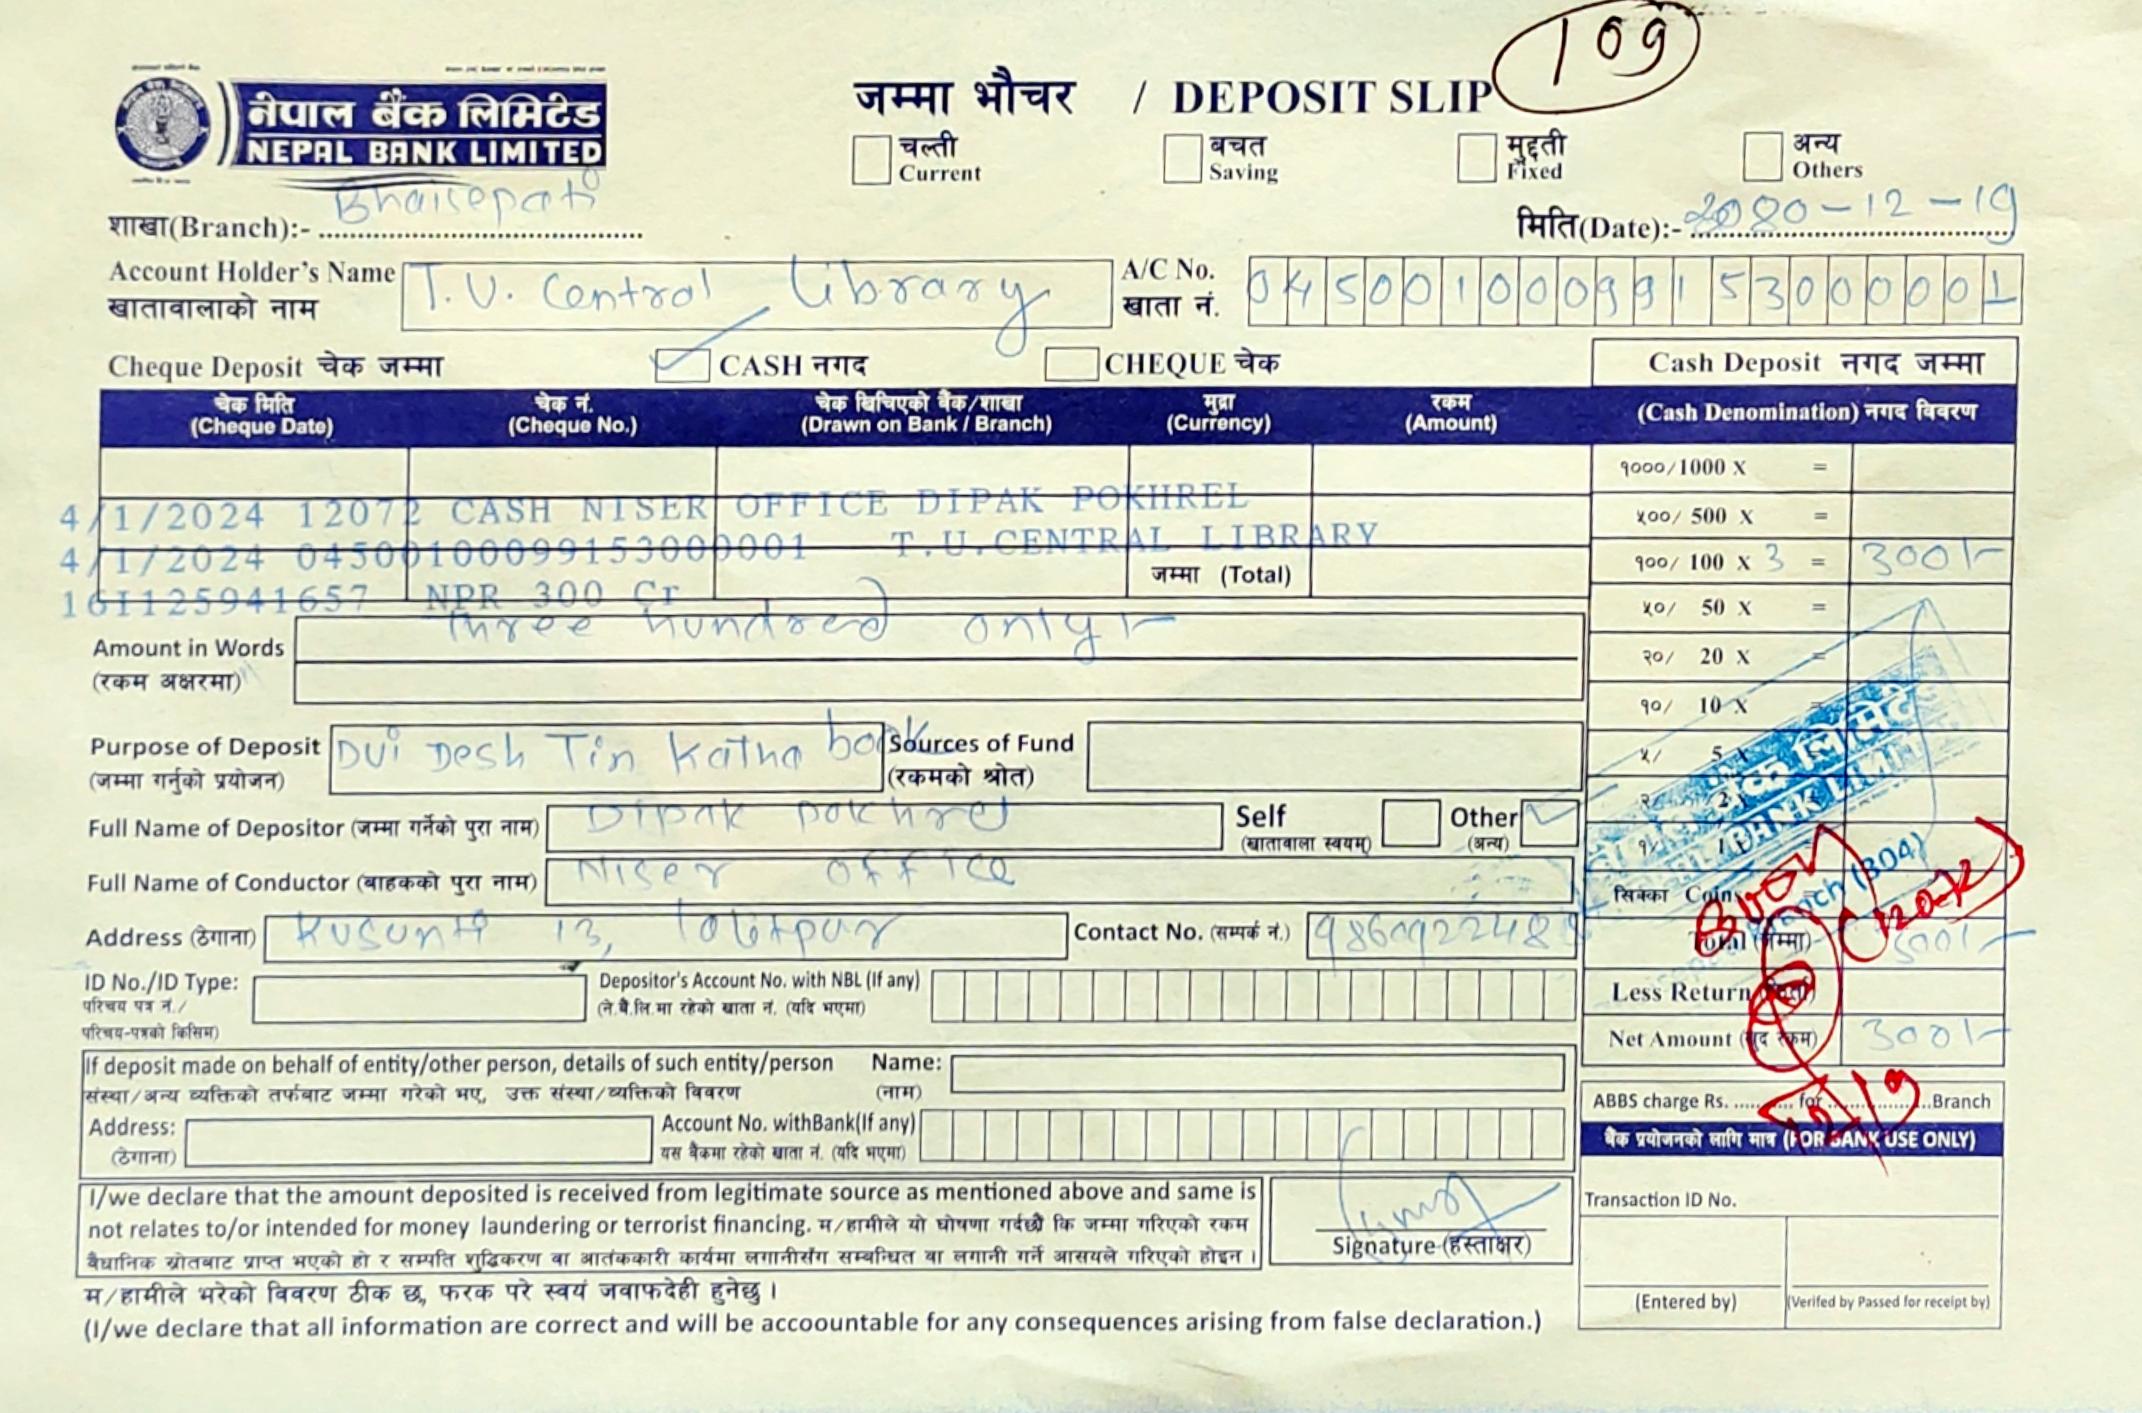 109
नेपाल बैंक लिमिटेड
NEPAL BANK LIMITED
जम्मा भौचर / DEPOSIT SLIP
चल्ती Current
बचत Saving
मुद्दती Fixed
अन्य Others
शाखा(Branch):- Bhaisepati
मिति(Date):- 2080-12-19
Account Holder's Name T.U. Central Library
खातावालाको नाम
A/C No. 04500100099153000001
खाता नं.
Cheque Deposit चेक जम्मा CASH नगद CHEQUE चेक
Cash Deposit नगद जम्मा
चेक मिति (Cheque Date)
चेक नं. (Cheque No.)
चेक खिचिएको बैंक/शाखा (Drawn on Bank / Branch)
मुद्रा (Currency)
रकम (Amount)
(Cash Denomination) नगद विवरण
१०००/1000 X =
4/1/2024 12072 CASH NISER OFFICE DIPAK POKHREL
५००/ 500 X =
4/1/2024 04500100099153000001 T.U.CENTRAL LIBRARY
जम्मा (Total)
१००/ 100 X 3 = 300/-
1611125941657 NPR 300 Cr
५०/ 50 X =
Amount in Words three hundred only/-
(रकम अक्षरमा)
२०/ 20 X =
१०/ 10 X =
Purpose of Deposit DUI Desh Tin Katha book
(जम्मा गर्नुको प्रयोजन)
Sources of Fund
(रकमको श्रोत)
५/ 5 X
2
Full Name of Depositor (जम्मा गर्नेको पुरा नाम) Dipak pokhrel
Self (खातावाला स्वयम्)
Other (अन्य)
१/ 1
Full Name of Conductor (बाहकको पुरा नाम) Niser office
सिक्का Coins
Address (ठेगाना) Kusunti 13, lalitpur
Contact No. (सम्पर्क नं.)
Total (जम्मा) 300/-
ID No./ID Type:
परिचय पत्र नं./
परिचय-पत्रको किसिम)
Depositor's Account No. with NBL (If any)
(ने.बै.लि.मा रहेको खाता नं. (यदि भएमा)
Less Return
Net Amount (खुद रकम) 300/-
If deposit made on behalf of entity/other person, details of such entity/person
संस्था/अन्य व्यक्तिको तर्फबाट जम्मा गरेको भए, उक्त संस्था/व्यक्तिको विवरण
Name:
(नाम)
Address:
(ठेगाना)
Account No. withBank(If any)
यस बैकमा रहेको खाता नं. (यदि भएमा)
ABBS charge Rs. .......... for ..................Branch
12/19
बैंक प्रयोजनको लागि मात्र (FOR BANK USE ONLY)
I/we declare that the amount deposited is received from legitimate source as mentioned above and same is
not relates to/or intended for money laundering or terrorist financing. म/हामीले यो घोषणा गर्दछौं कि जम्मा गरिएको रकम
बैधानिक श्रोतबाट प्राप्त भएको हो र सम्पति शुद्धिकरण वा आतंककारी कार्यमा लगानीसँग सम्बन्धित वा लगानी गर्ने आसयले गरिएको होइन ।
Signature (हस्ताक्षर)
Transaction ID No.
(Entered by)
(Verifed by Passed for receipt by)
म/हामीले भरेको विवरण ठीक छ, फरक परे स्वयं जवाफदेही हुनेछु ।
(I/we declare that all information are correct and will be accoountable for any consequences arising from false declaration.)